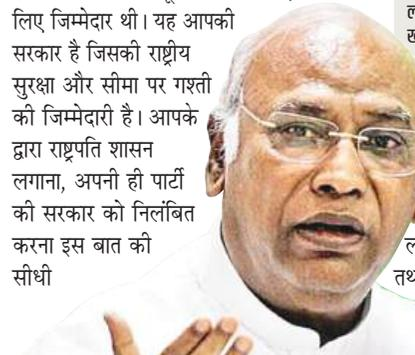 लिए जिम्मेदार थी। यह आपकी
सरकार है जिसकी राष्ट्रीय
सुरक्षा और सीमा पर गश्ती
की जिम्मेदारी है। आपके
द्वारा राष्ट्रपति शासन
लगाना, अपनी ही पार्टी
की सरकार को निलंबित
करना इस बात की
सीधी